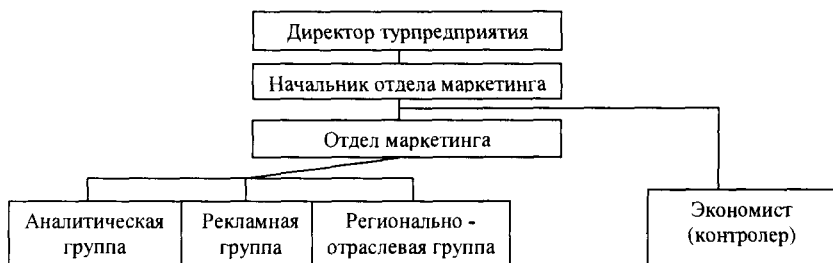 Директор турпредприятия
Начальник отдела маркетинга
Отдел маркетинга
Аналитическая
группа
Рекламная
группа
Регионально -
отраслевая группа
Экономист
(контролер)